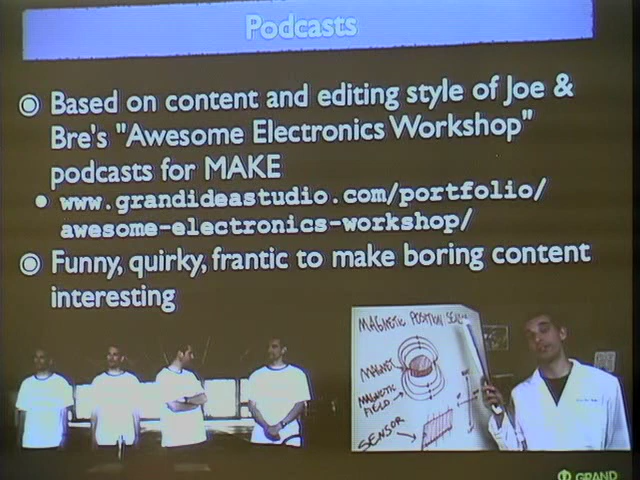 Podcasts
Based on content and editing style of Joe &
Bre's "Awesome Electronics Workshop"
podcasts for MAKE
www.grandideastudio.com/portfolio/
awesome-electronics-workshop/
Funny, quirky, frantic to make boring content
interesting
MAGNETIC POSITION
MAGNET
MAGNETIC
FIELD
SENSOR
GRAND